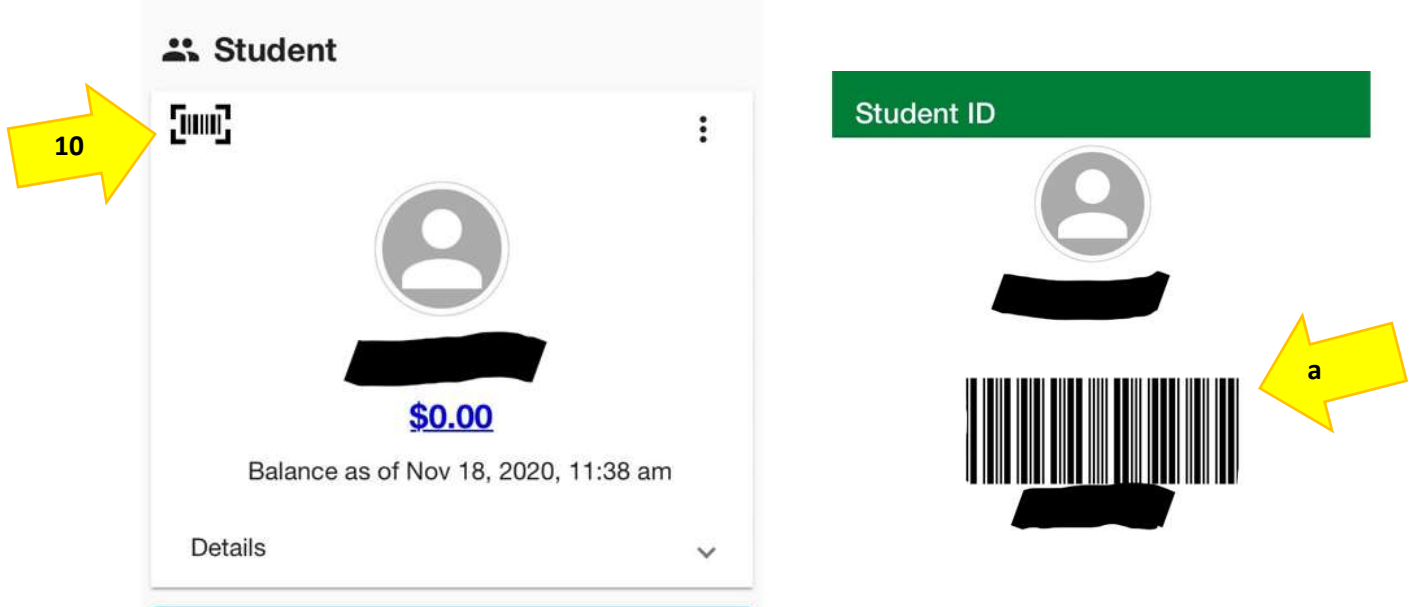 Student
10
$0.00
Balance as of Nov 18, 2020, 11:38 am
Details
Student ID
a